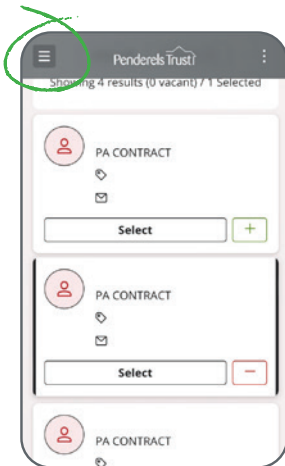 Penderels Trust
Showing 4 results (0 vacant) / 1 Selected
PA CONTRACT
Select
+
PA CONTRACT
Select
−
PA CONTRACT